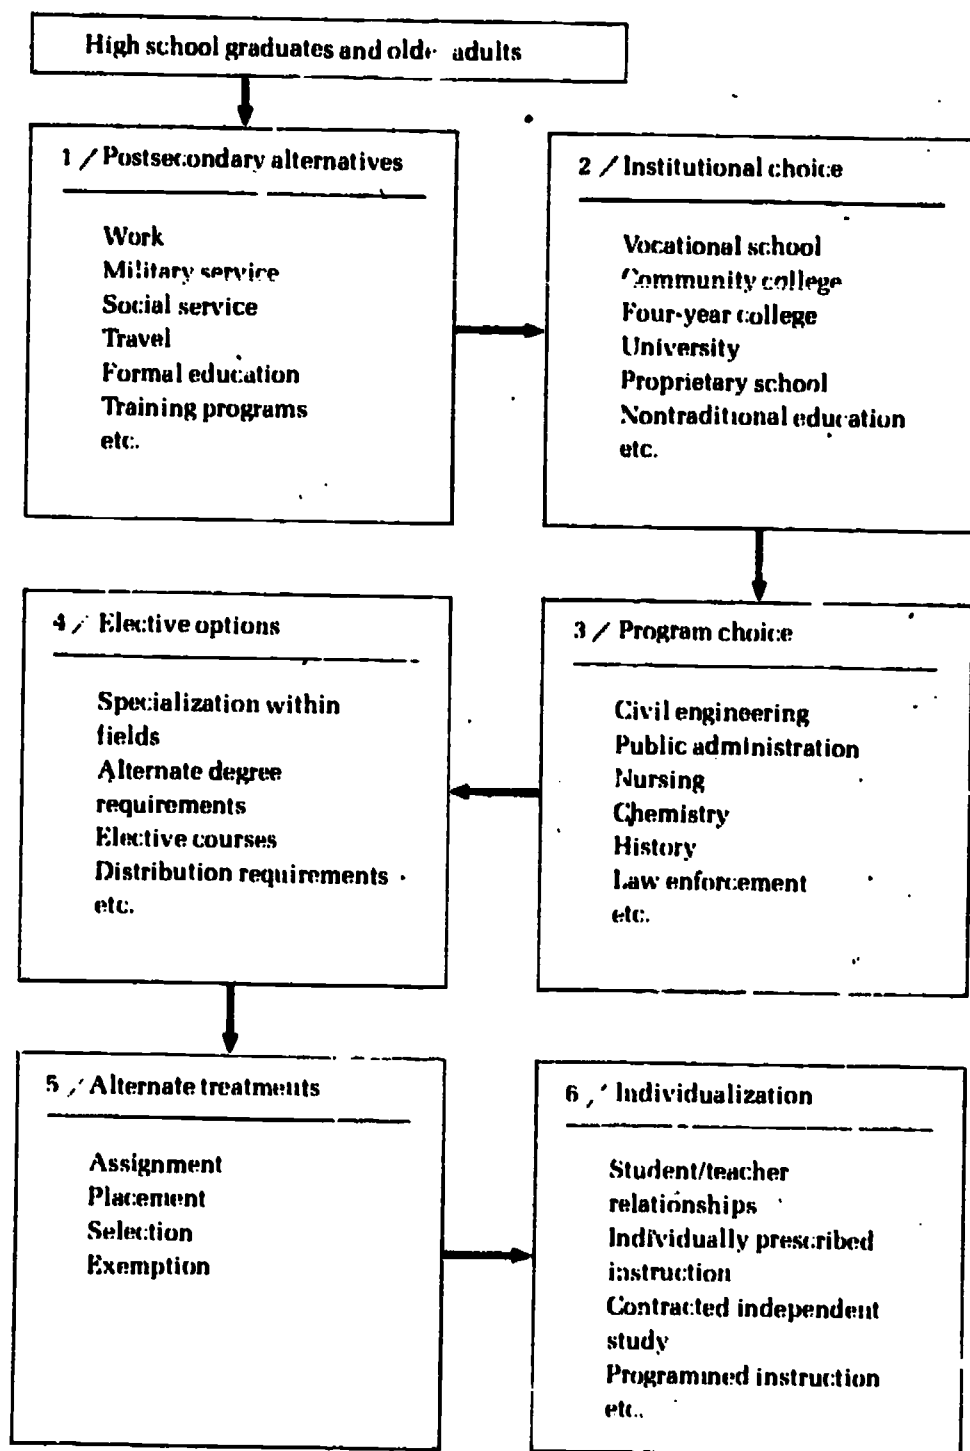 High school graduates and older adults
1 / Postsecondary alternatives
Work
Military service
Social service
Travel
Formal education
Training programs
etc.
2 / Institutional choice
Vocational school
Community college
Four-year college
University
Proprietary school
Nontraditional education
etc.
3 / Program choice
Civil engineering
Public administration
Nursing
Chemistry
History
Law enforcement
etc.
4 / Elective options
Specialization within
fields
Alternate degree
requirements
Elective courses
Distribution requirements
etc.
5 / Alternate treatments
Assignment
Placement
Selection
Exemption
6 / Individualization
Student/teacher
relationships
Individually prescribed
instruction
Contracted independent
study
Programmed instruction
etc.